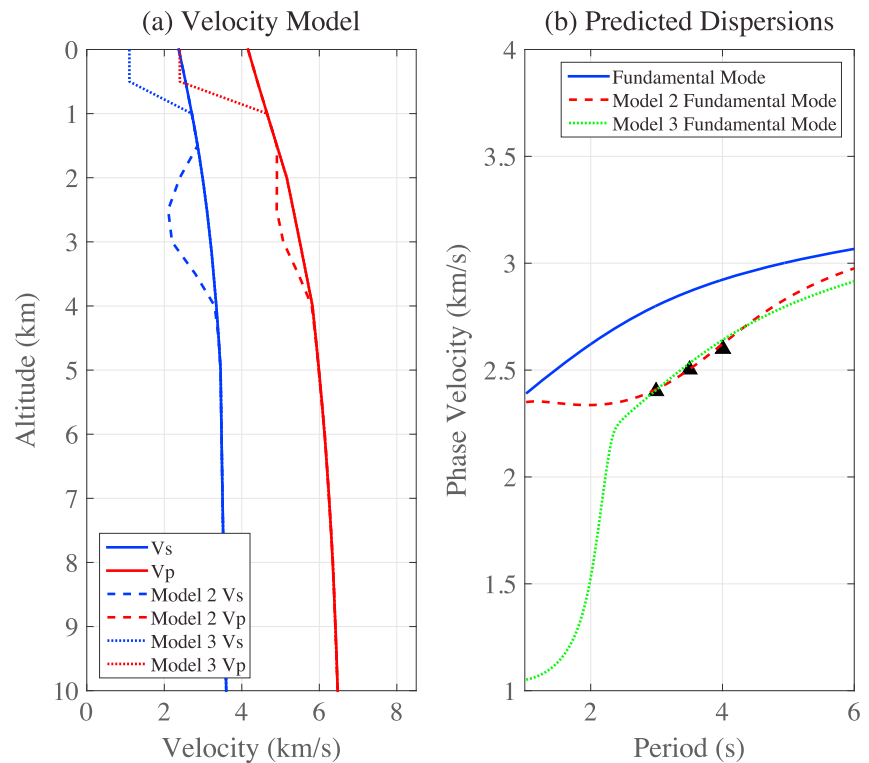 (a) Velocity Model
(b) Predicted Dispersions
0
1
2
3
4
5
6
7
8
9
10
Altitude (km)
Vs
Vp
Model 2 Vs
Model 2 Vp
Model 3 Vs
Model 3 Vp
0 2 4 6 8
Velocity (km/s)
4
3.5
3
2.5
2
1.5
1
Phase Velocity (km/s)
Fundamental Mode
Model 2 Fundamental Mode
Model 3 Fundamental Mode
2 4 6
Period (s)